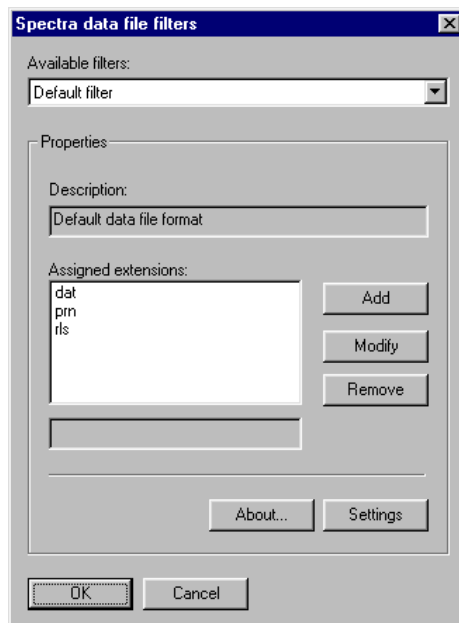 Spectra data file filters
Available filters:
Default filter
Properties
Description:
Default data file format
Assigned extensions:
dat
prn
rls
Add
Modify
Remove
About...
Settings
OK
Cancel